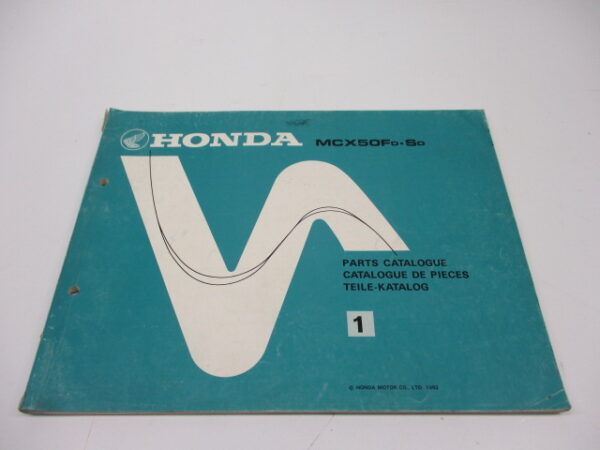 HONDA MCX50FD·SD
PARTS CATALOGUE
CATALOGUE DE PIECES
TEILE-KATALOG
1
© HONDA MOTOR CO., LTD. 1983